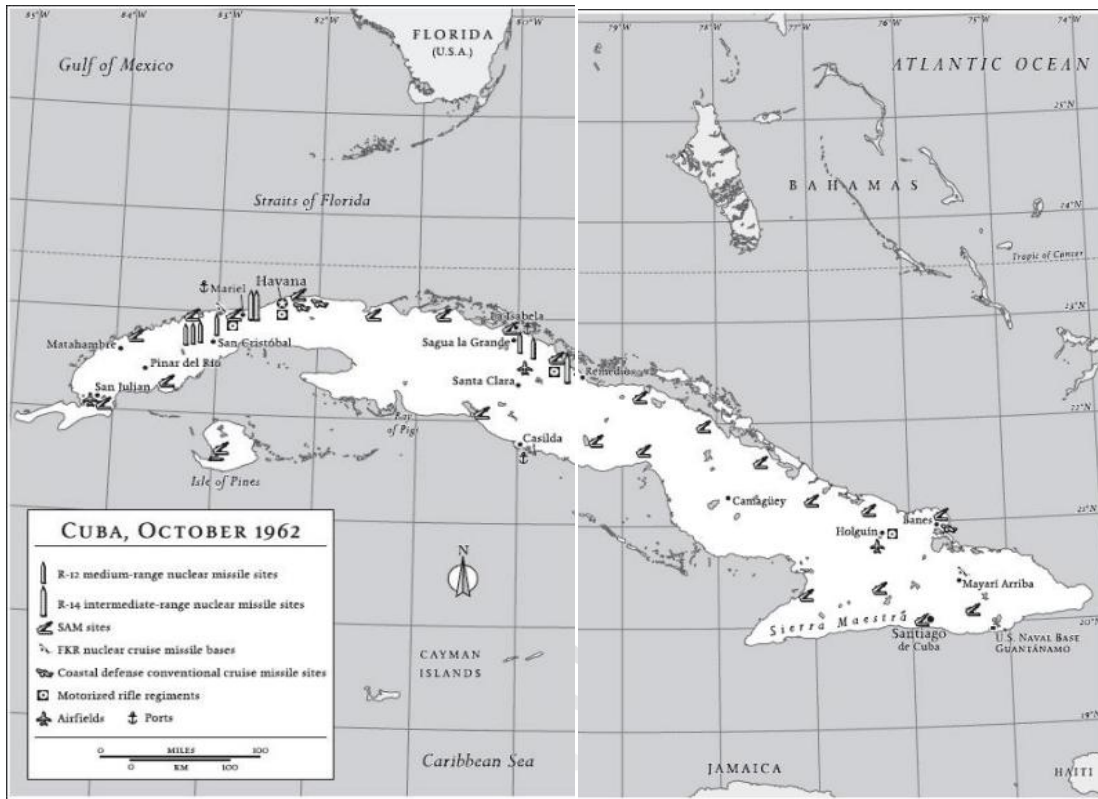 85°W
84°W
83°W
82°W
80°W
79°W
78°W
77°W
76°W
75°W
FLORIDA
(U.S.A.)
Gulf of Mexico
ATLANTIC OCEAN
25°N
BAHAMAS
Straits of Florida
24°N
Tropic of Cancer
Havana
Mariel
23°N
La Isabela
Matahambre
San Cristóbal
Sagua la Grande
Pinar del Río
Remedios
San Julian
Santa Clara
22°N
Bay
of Pigs
Casilda
Isle of Pines
Camagüey
21°N
Banes
Holguín
Mayarí Arriba
Sierra Maestra
20°N
Santiago
de Cuba
U.S. NAVAL BASE
GUANTÁNAMO
CUBA, OCTOBER 1962
N
R-12 medium-range nuclear missile sites
R-14 intermediate-range nuclear missile sites
SAM sites
FKR nuclear cruise missile bases
Coastal defense conventional cruise missile sites
Motorized rifle regiments
Airfields
Ports
0 MILES 100
0 KM 100
CAYMAN
ISLANDS
19°N
Caribbean Sea
JAMAICA
HAITI